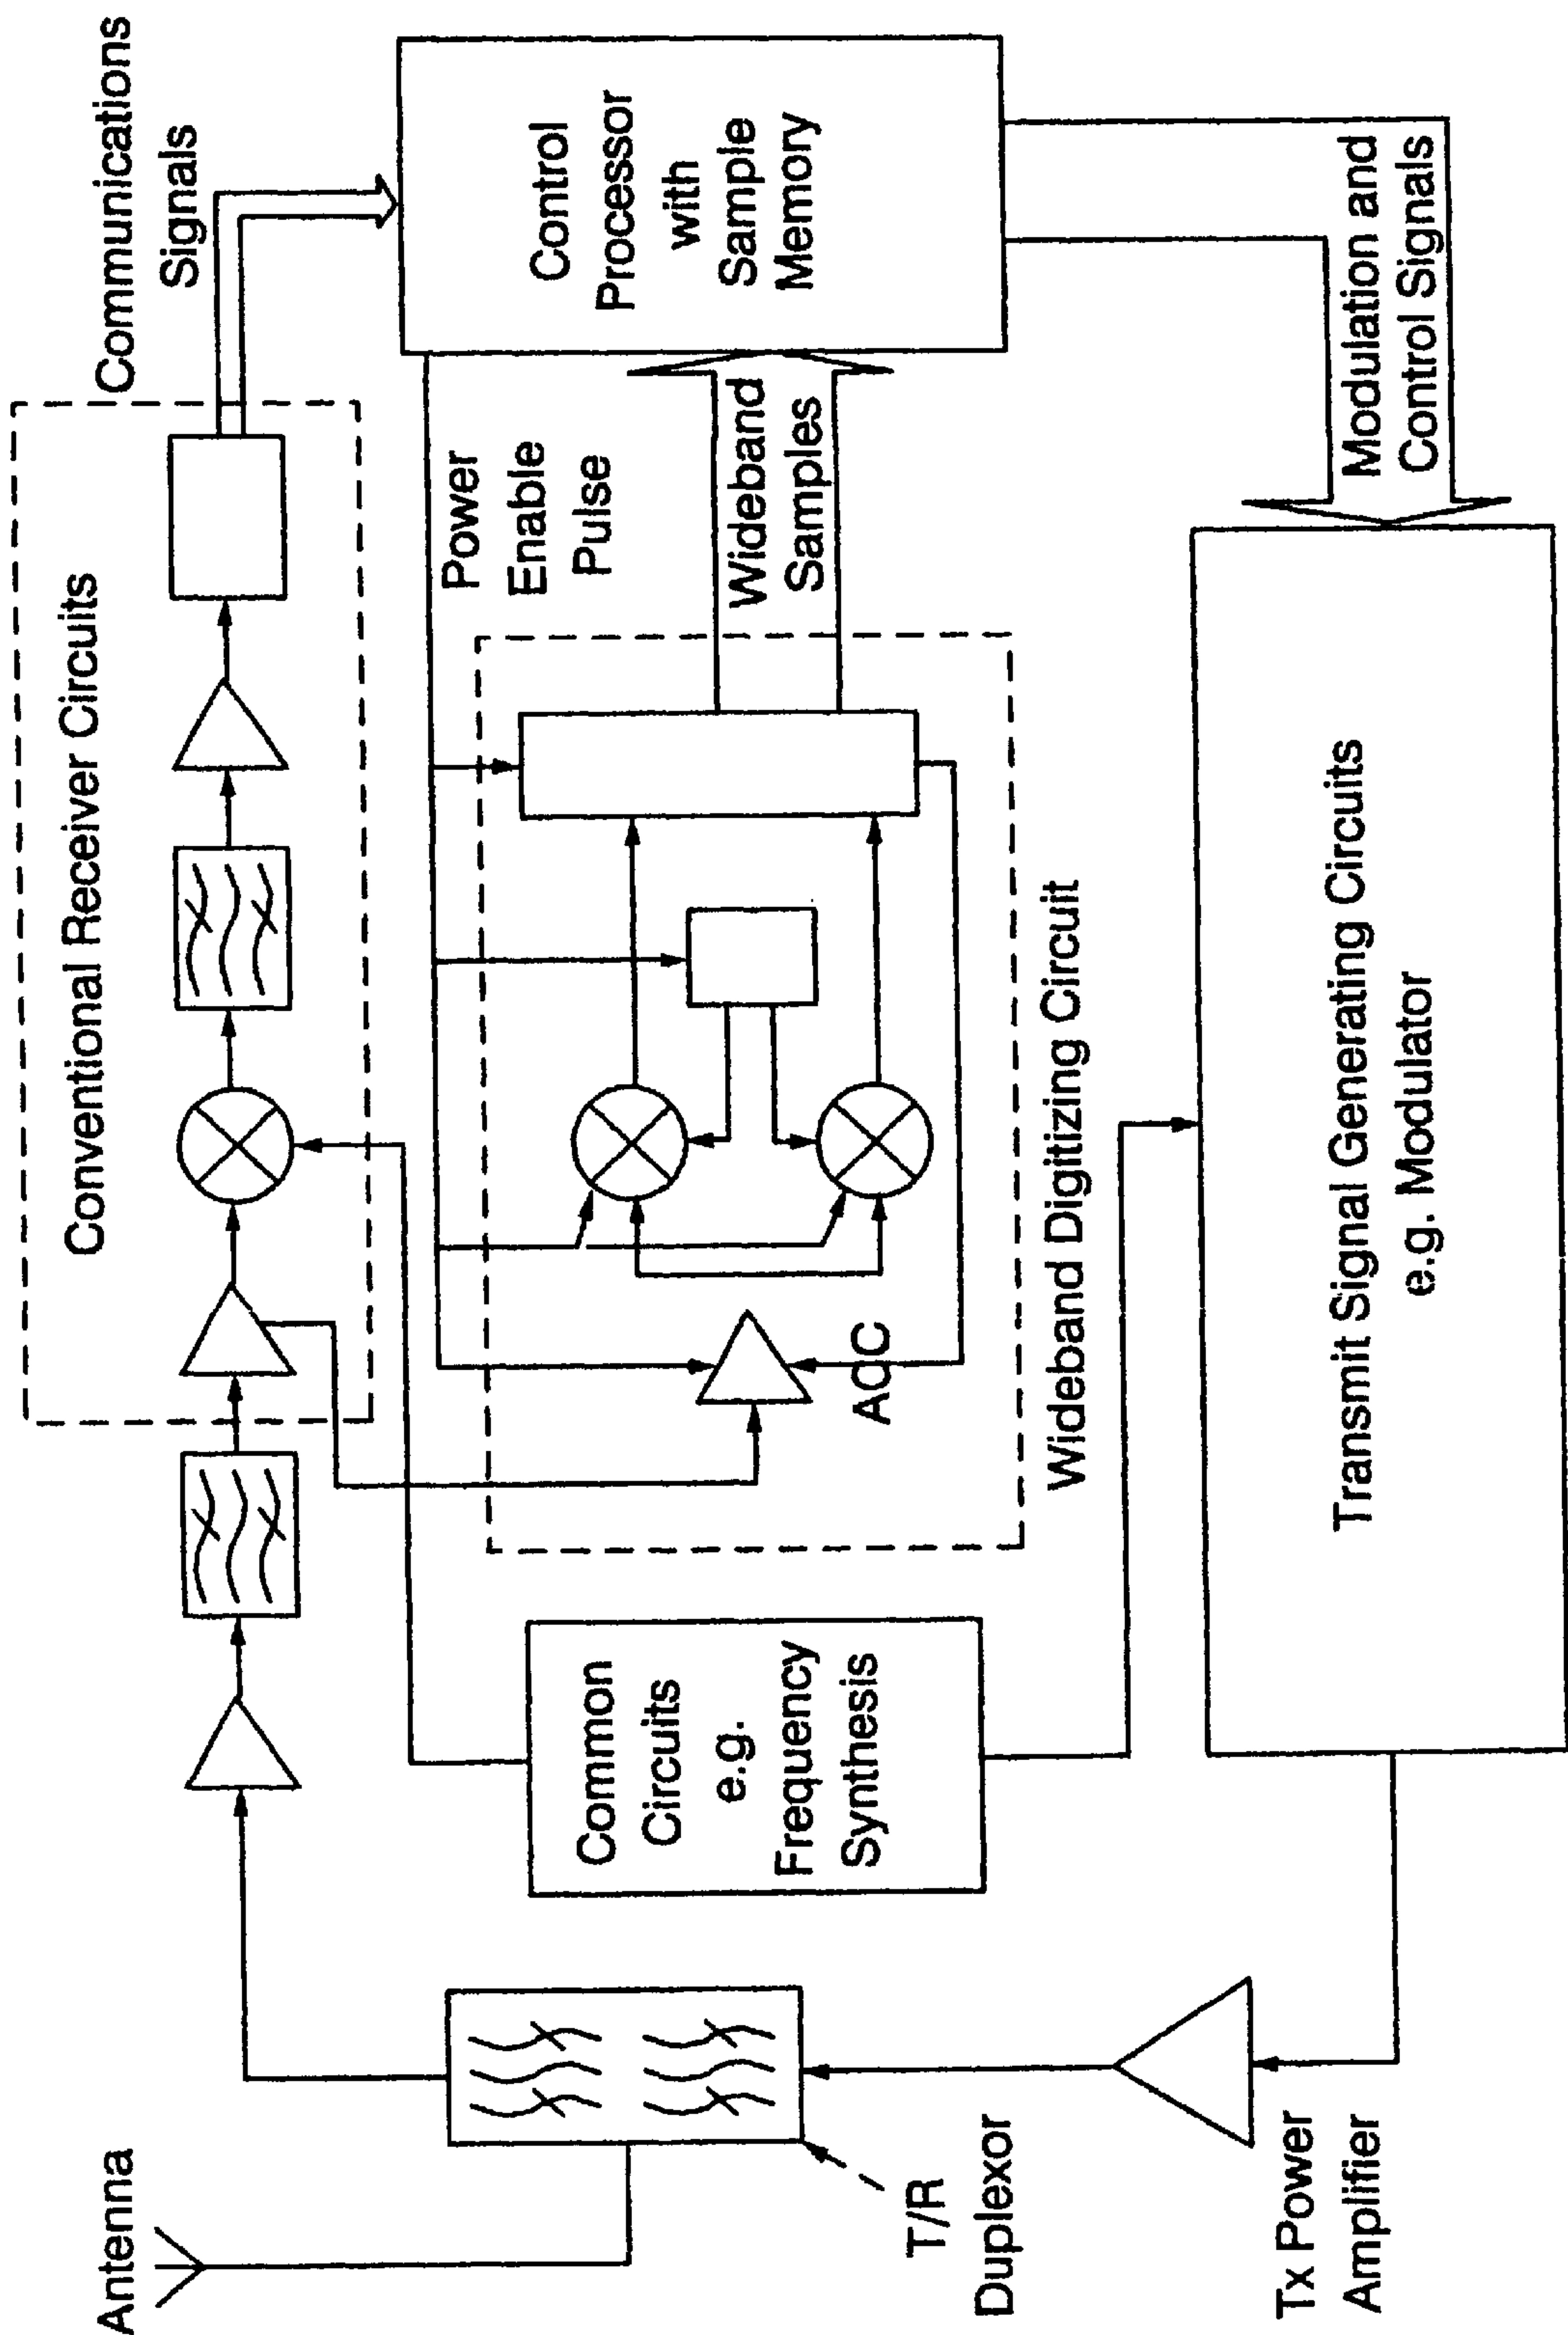 Antenna
T/R
Duplexor
Tx Power
Amplifier
Common
Circuits
e.g.
Frequency
Synthesis
Conventional Receiver Circuits
Communications
Signals
Power
Enable
Pulse
Wideband
Samples
Control
Processor
with
Sample
Memory
Wideband Digitizing Circuit
Modulation and
Control Signals
Transmit Signal Generating Circuits
e.g. Modulator